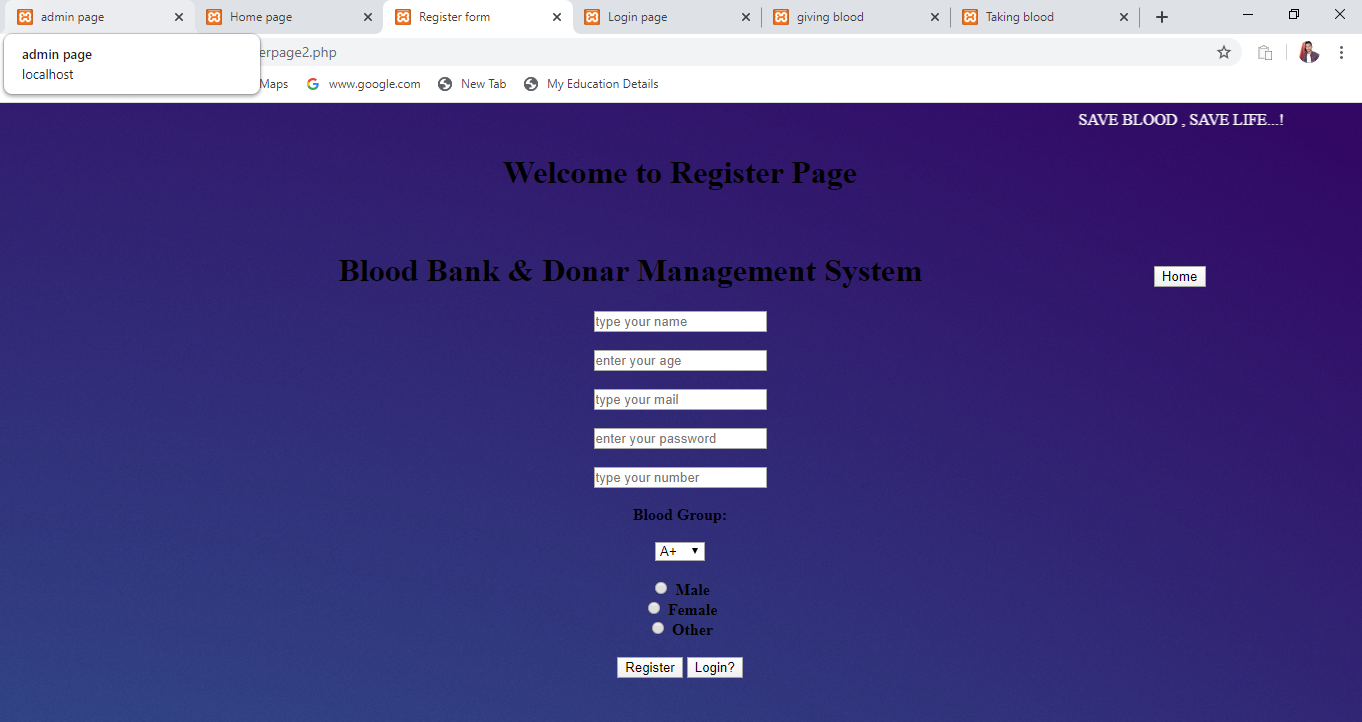 admin page
Home page
Register form
Login page
giving blood
Taking blood
admin page
localhost
erpage2.php
Maps
www.google.com
New Tab
My Education Details
SAVE BLOOD , SAVE LIFE...!
Welcome to Register Page
Blood Bank & Donar Management System
Home
type your name
enter your age
type your mail
enter your password
type your number
Blood Group:
A+
Male
Female
Other
Register Login?